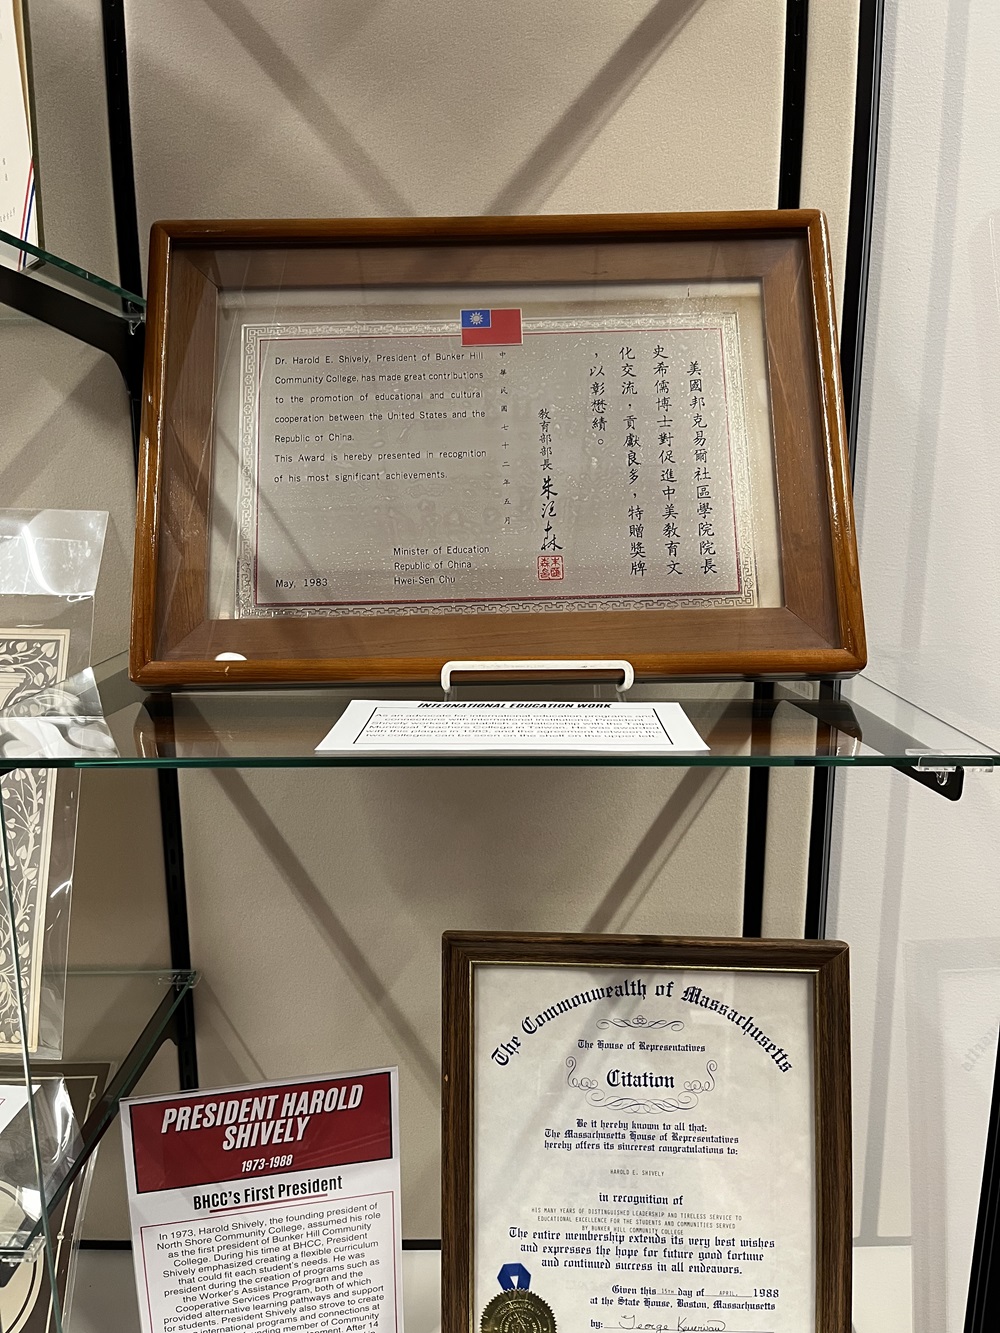 Dr. Harold E. Shively, President of Bunker Hill
Community College, has made great contributions
to the promotion of educational and cultural
cooperation between the United States and the
Republic of China.
This Award is hereby presented in recognition
of his most significant achievements.
Minister of Education
Republic of China
May, 1983
Hwei-Sen Chu
美國邦克易爾社區學院院長
史希儒博士對促進中美教育文
化交流,貢獻良多,特贈獎牌
,以彰懋績。
教育部部長 朱滙森
中華民國七十二年五月
INTERNATIONAL EDUCATION WORK
PRESIDENT HAROLD
SHIVELY
1973-1988
BHCC's First President
In 1973, Harold Shively, the founding president of
North Shore Community College, assumed his role
as the first president of Bunker Hill Community
College. During his time at BHCC, President
Shively emphasized creating a flexible curriculum
that could fit each student's needs. He was
president during the creation of programs such as
the Worker's Assistance Program and the
Cooperative Services Program, both of which
provided alternative learning pathways and support
for students. President Shively also strove to create
international programs and connections at
founding member of Community
After 14
The Commonwealth of Massachusetts
The House of Representatives
Citation
Be it hereby known to all that:
The Massachusetts House of Representatives
hereby offers its sincerest congratulations to:
HAROLD E. SHIVELY
in recognition of
HIS MANY YEARS OF DISTINGUISHED LEADERSHIP AND TIRELESS SERVICE TO
EDUCATIONAL EXCELLENCE FOR THE STUDENTS AND COMMUNITIES SERVED
BY BUNKER HILL COMMUNITY COLLEGE
The entire membership extends its very best wishes
and expresses the hope for future good fortune
and continued success in all endeavors.
Given this 15th day of APRIL, 1988
at the State House, Boston, Massachusetts
by: George Keverian